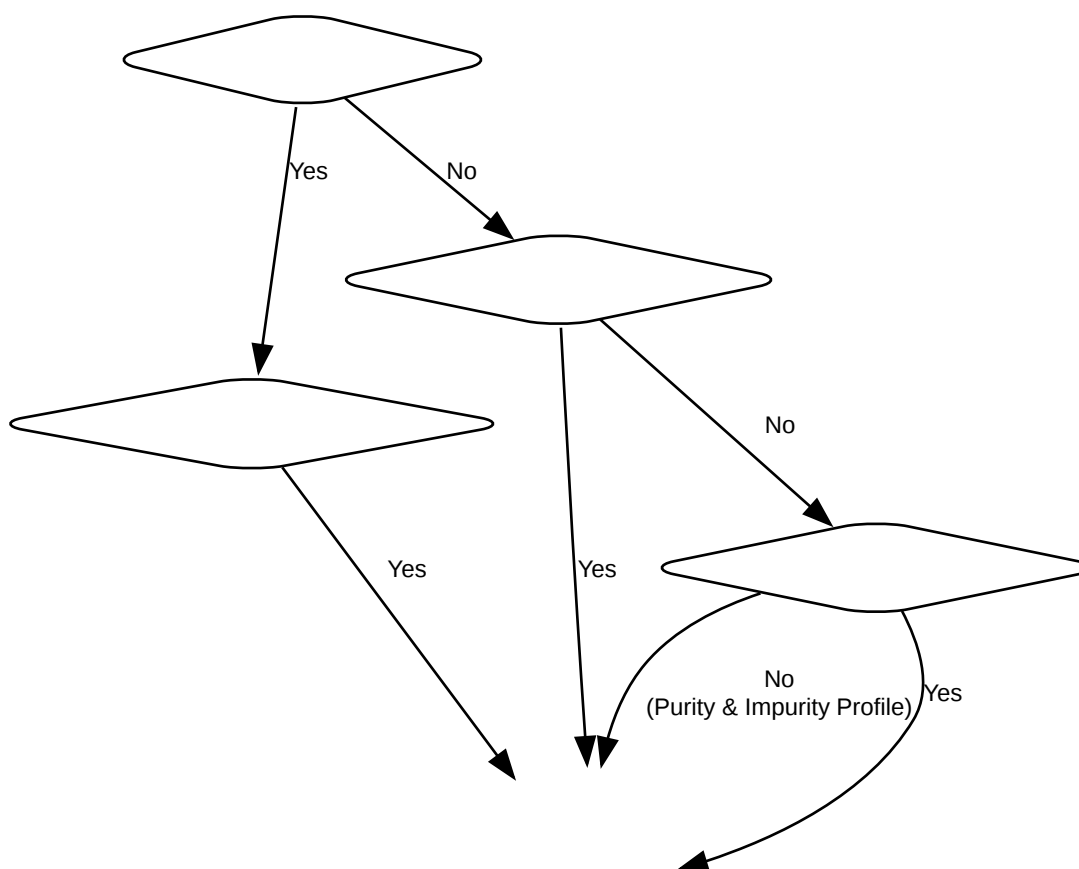 Yes
No
No
Yes
Yes
No
(Purity & Impurity Profile)
Yes